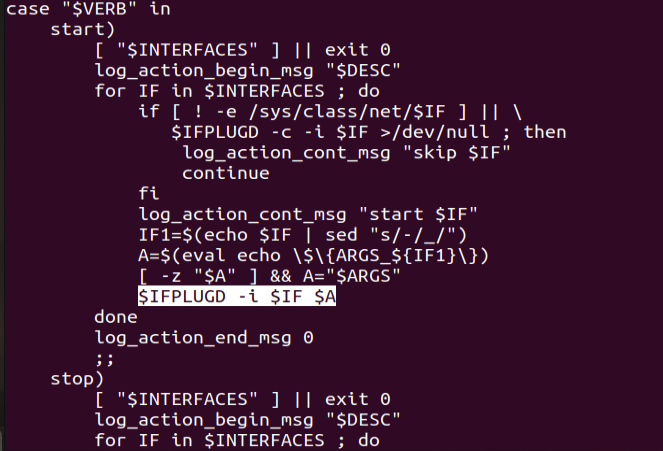 case "$VERB" in
    start)
        [ "$INTERFACES" ] || exit 0
        log_action_begin_msg "$DESC"
        for IF in $INTERFACES ; do
            if [ ! -e /sys/class/net/$IF ] || \
               $IFPLUGD -c -i $IF >/dev/null ; then
                log_action_cont_msg "skip $IF"
                continue
            fi
            log_action_cont_msg "start $IF"
            IF1=$(echo $IF | sed "s/-/_/")
            A=$(eval echo \$\{ARGS_${IF1}\})
            [ -z "$A" ] && A="$ARGS"
            $IFPLUGD -i $IF $A
        done
        log_action_end_msg 0
        ;;
    stop)
        [ "$INTERFACES" ] || exit 0
        log_action_begin_msg "$DESC"
        for IF in $INTERFACES ; do